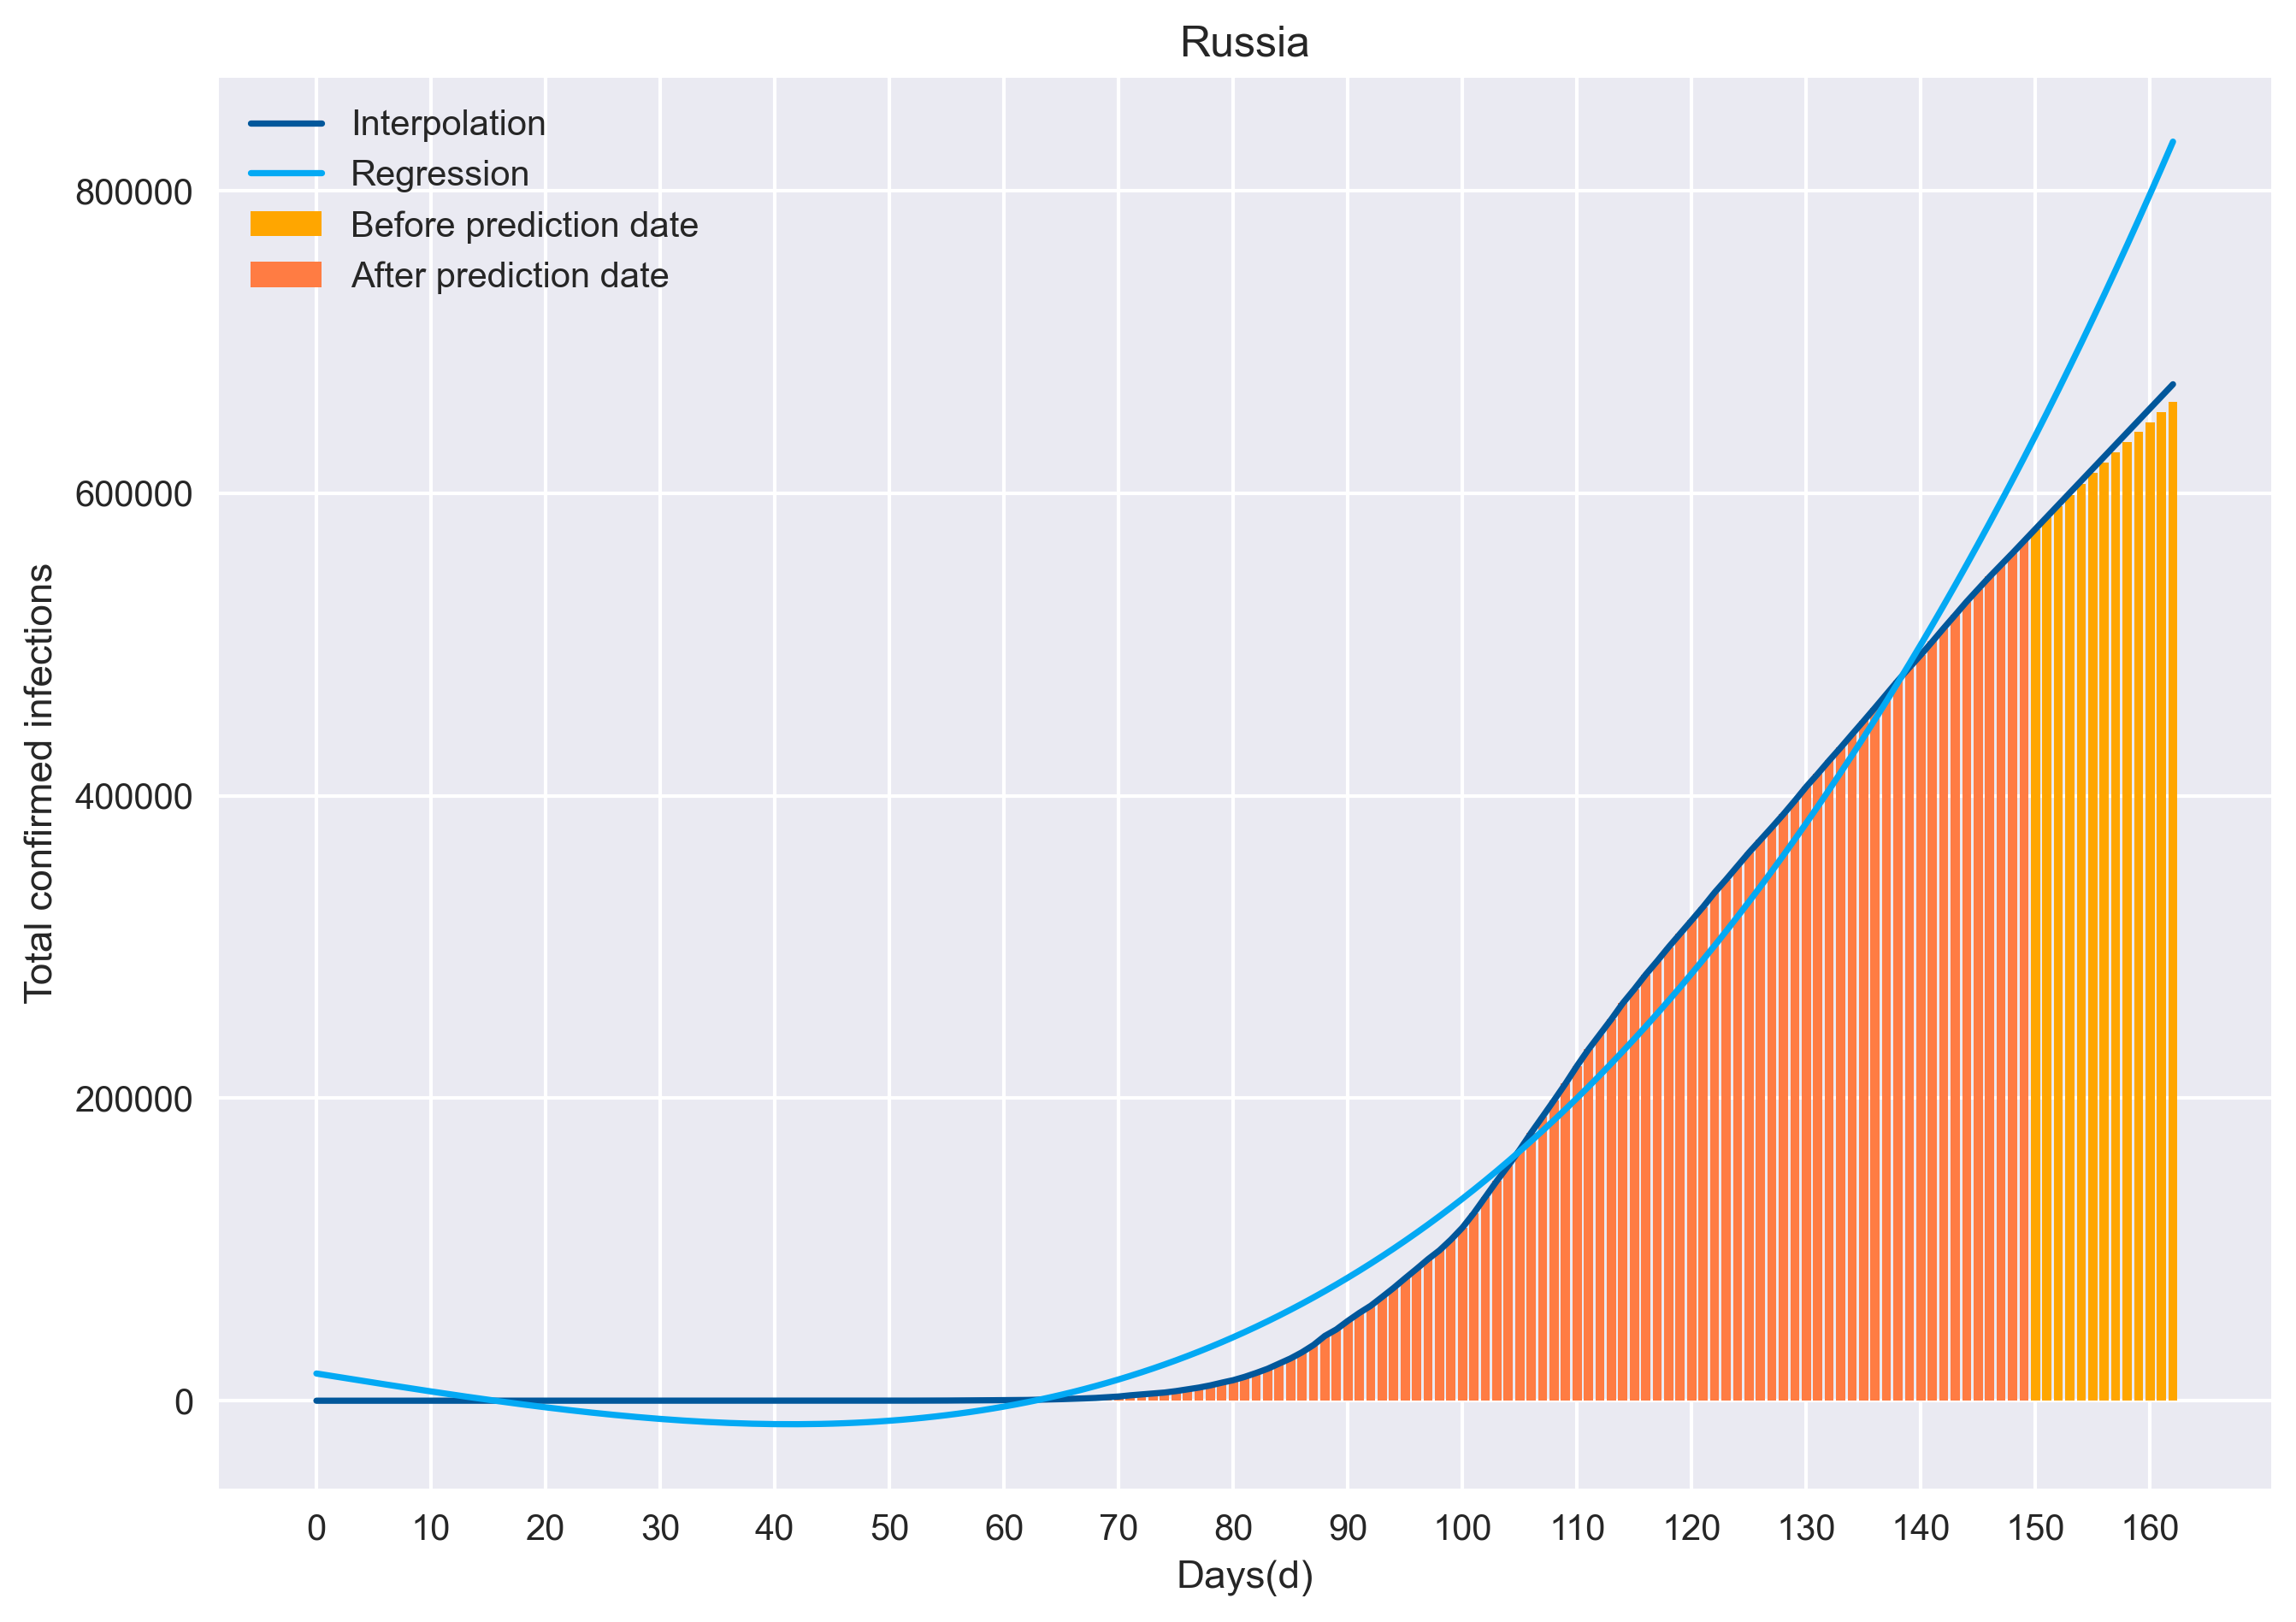 Russia
Interpolation
Regression
Before prediction date
After prediction date
800000
600000
400000
200000
0
Total confirmed infections
0 10 20 30 40 50 60 70 80 90 100 110 120 130 140 150 160
Days(d)